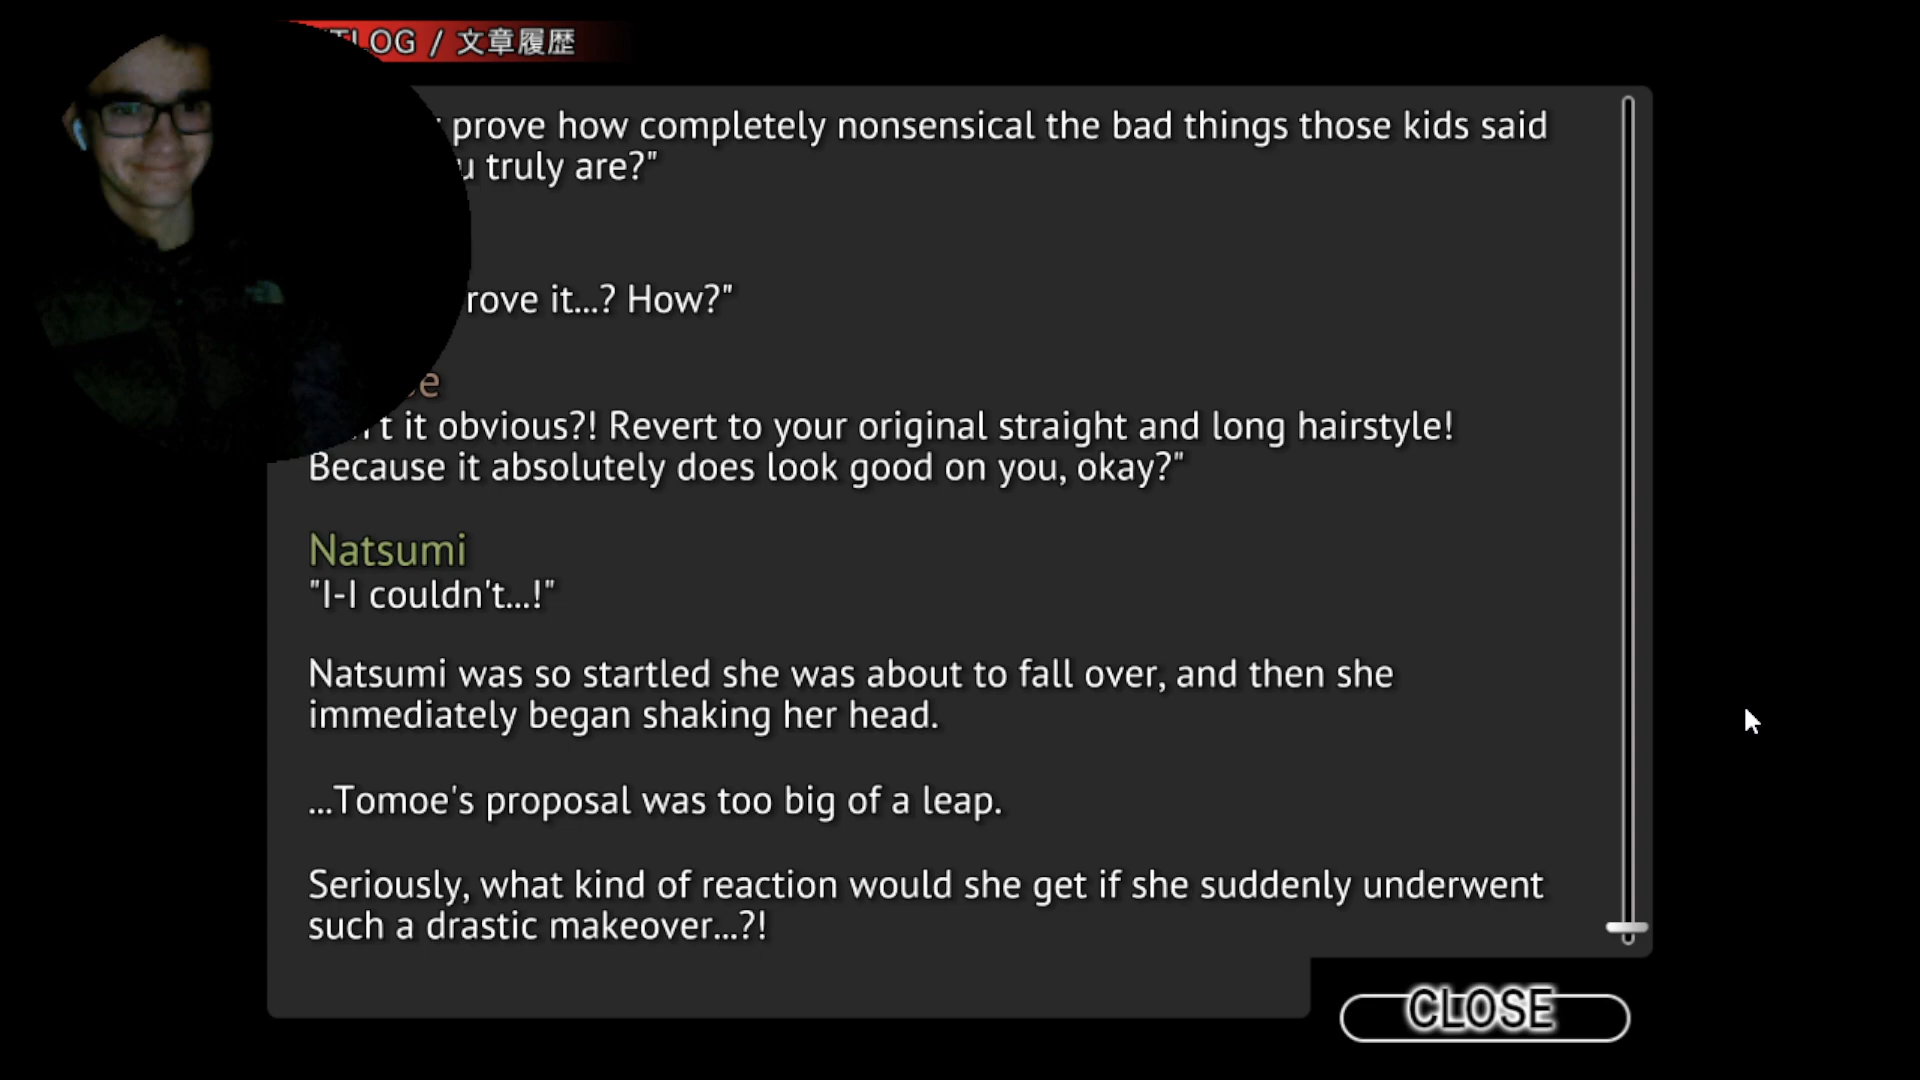 LOG / 文章履歴
prove how completely nonsensical the bad things those kids said
truly are?"
it...? How?"
it obvious?! Revert to your original straight and long hairstyle!
Because it absolutely does look good on you, okay?"
Natsumi
"I-I couldn't...!"
Natsumi was so startled she was about to fall over, and then she
immediately began shaking her head.
...Tomoe's proposal was too big of a leap.
Seriously, what kind of reaction would she get if she suddenly underwent
such a drastic makeover...?!
CLOSE